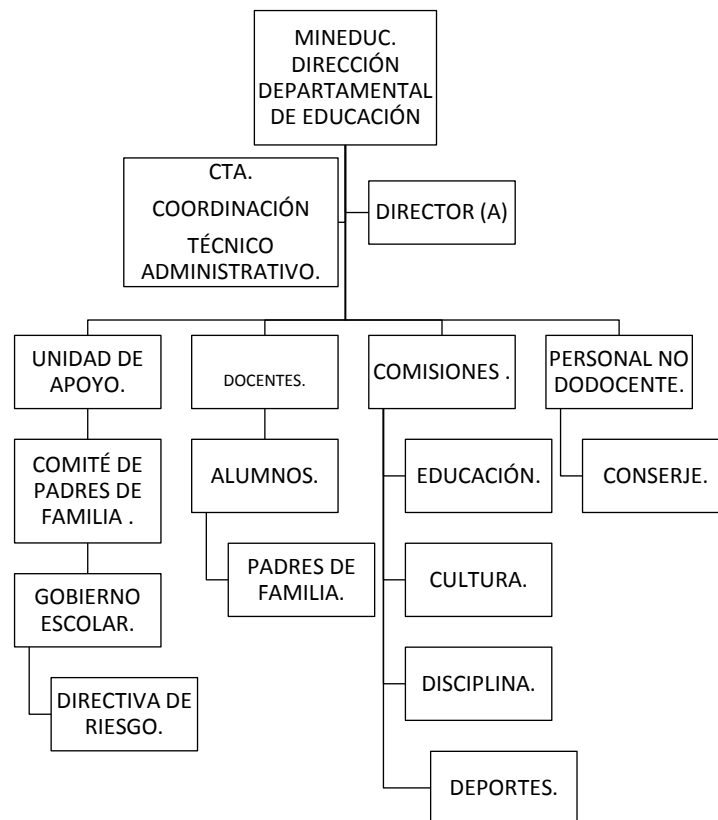 MINEDUC.
DIRECCIÓN
DEPARTAMENTAL
DE EDUCACIÓN
CTA.
COORDINACIÓN
TÉCNICO
ADMINISTRATIVO.
DIRECTOR (A)
UNIDAD DE
APOYO.
DOCENTES.
COMISIONES .
PERSONAL NO
DODOCENTE.
COMITÉ DE
PADRES DE
FAMILIA .
ALUMNOS.
EDUCACIÓN.
CONSERJE.
GOBIERNO
ESCOLAR.
PADRES DE
FAMILIA.
CULTURA.
DIRECTIVA DE
RIESGO.
DISCIPLINA.
DEPORTES.